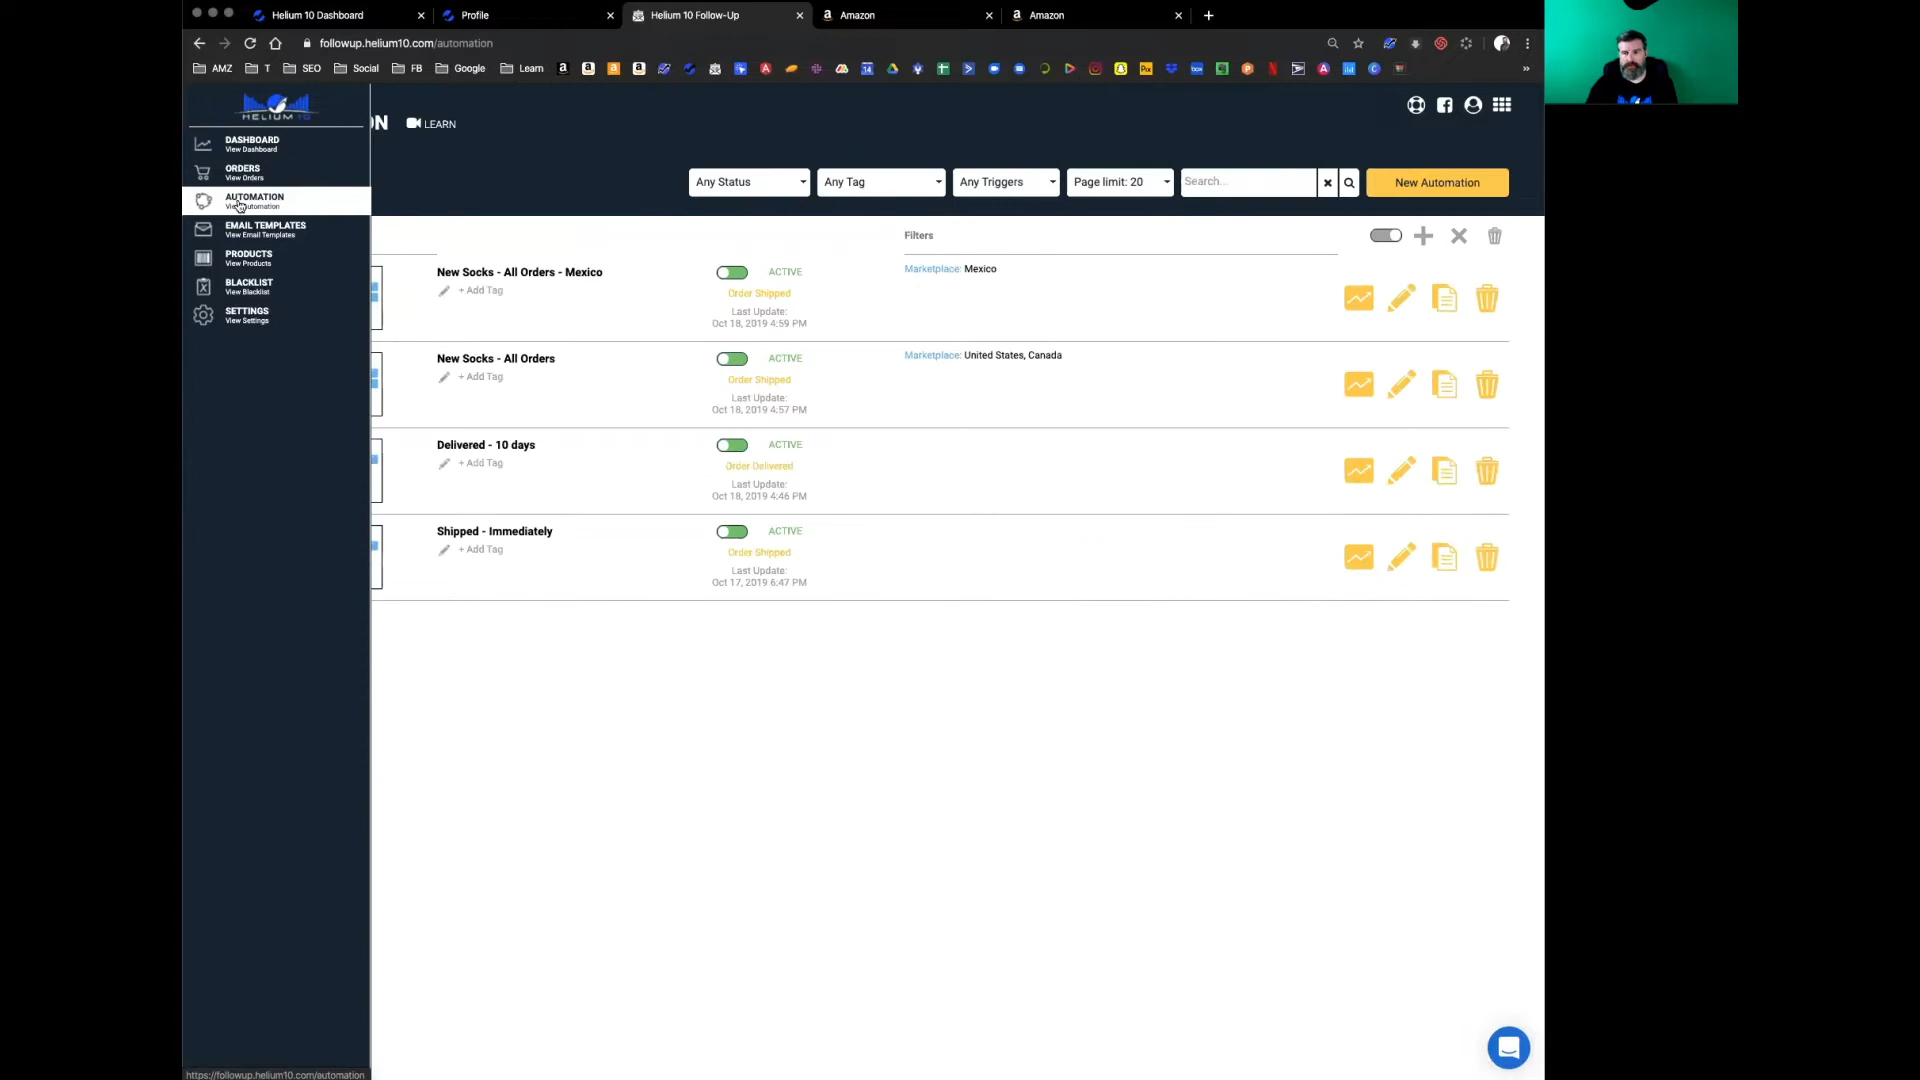 Helium 10 Dashboard
Profile
Helium 10 Follow-Up
Amazon
Amazon
followup.helium10.com/automation
AMZ
T
SEO
Social
FB
Google
Learn
HELIUM 10
DASHBOARD
View Dashboard
ORDERS
View Orders
AUTOMATION
View Automation
EMAIL TEMPLATES
View Email Templates
PRODUCTS
View Products
BLACKLIST
View Blacklist
SETTINGS
View Settings
ON
LEARN
Any Status
Any Tag
Any Triggers
Page limit: 20
Search...
New Automation
Filters
New Socks - All Orders - Mexico
+ Add Tag
ACTIVE
Order Shipped
Last Update:
Oct 18, 2019 4:59 PM
Marketplace: Mexico
New Socks - All Orders
+ Add Tag
ACTIVE
Order Shipped
Last Update:
Oct 18, 2019 4:57 PM
Marketplace: United States, Canada
Delivered - 10 days
+ Add Tag
ACTIVE
Order Delivered
Last Update:
Oct 18, 2019 4:46 PM
Shipped - Immediately
+ Add Tag
ACTIVE
Order Shipped
Last Update:
Oct 17, 2019 6:47 PM
https://followup.helium10.com/automation